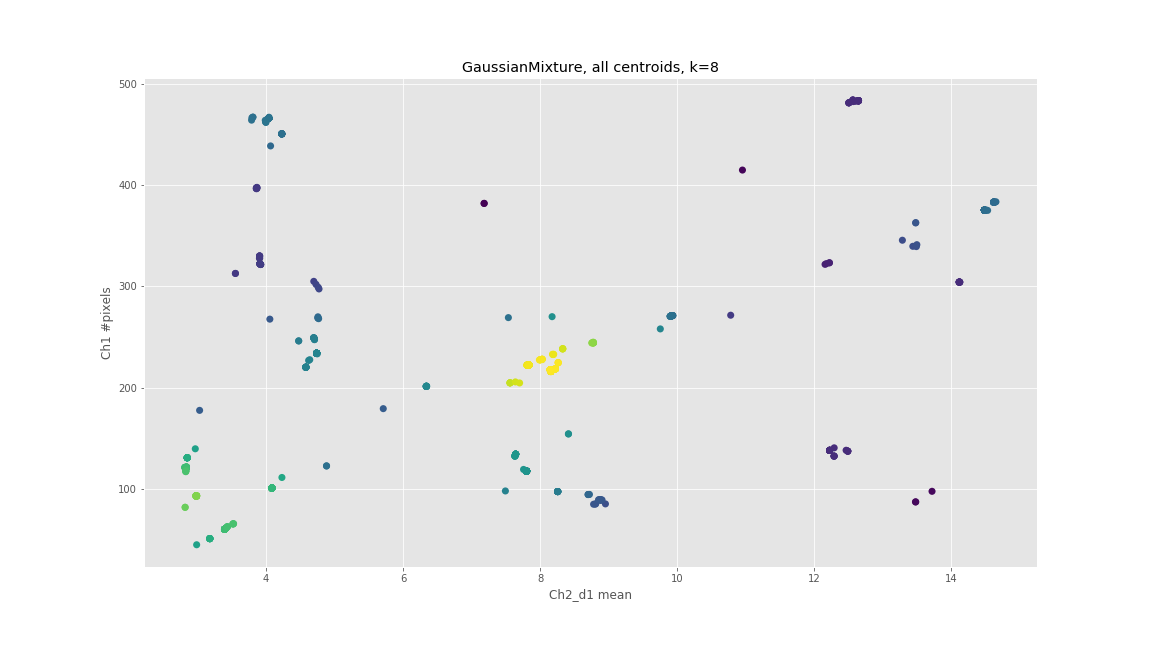 GaussianMixture, all centroids, k=8
500
400
300
200
100
Ch1 #pixels
4 6 8 10 12 14
Ch2_d1 mean